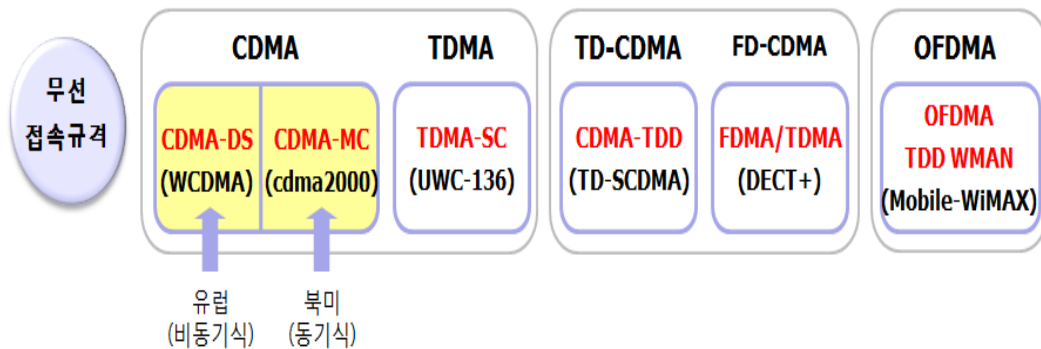 무선
접속규격
CDMA
TDMA
TD-CDMA
FD-CDMA
OFDMA
CDMA-DS
(WCDMA)
CDMA-MC
(cdma2000)
TDMA-SC
(UWC-136)
CDMA-TDD
(TD-SCDMA)
FDMA/TDMA
(DECT+)
OFDMA
TDD WMAN
(Mobile-WiMAX)
유럽
(비동기식)
북미
(동기식)